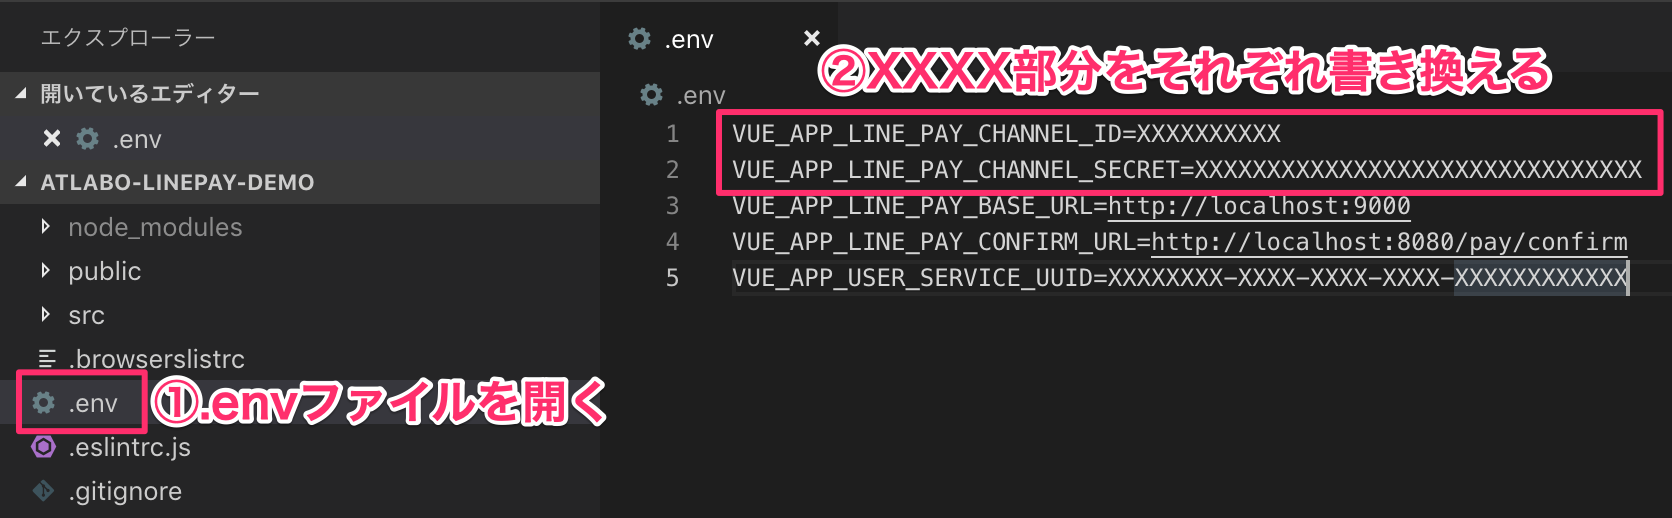 エクスプローラー
開いているエディター
.env
ATLABO-LINEPAY-DEMO
node_modules
public
src
.browserslistrc
.env
①.envファイルを開く
.eslintrc.js
.gitignore
.env
②XXXX部分をそれぞれ書き換える
.env
1 VUE_APP_LINE_PAY_CHANNEL_ID=XXXXXXXXXX
2 VUE_APP_LINE_PAY_CHANNEL_SECRET=XXXXXXXXXXXXXXXXXXXXXXXXXXXXXXX
3 VUE_APP_LINE_PAY_BASE_URL=http://localhost:9000
4 VUE_APP_LINE_PAY_CONFIRM_URL=http://localhost:8080/pay/confirm
5 VUE_APP_USER_SERVICE_UUID=XXXXXXXX-XXXX-XXXX-XXXX-XXXXXXXXXXXX